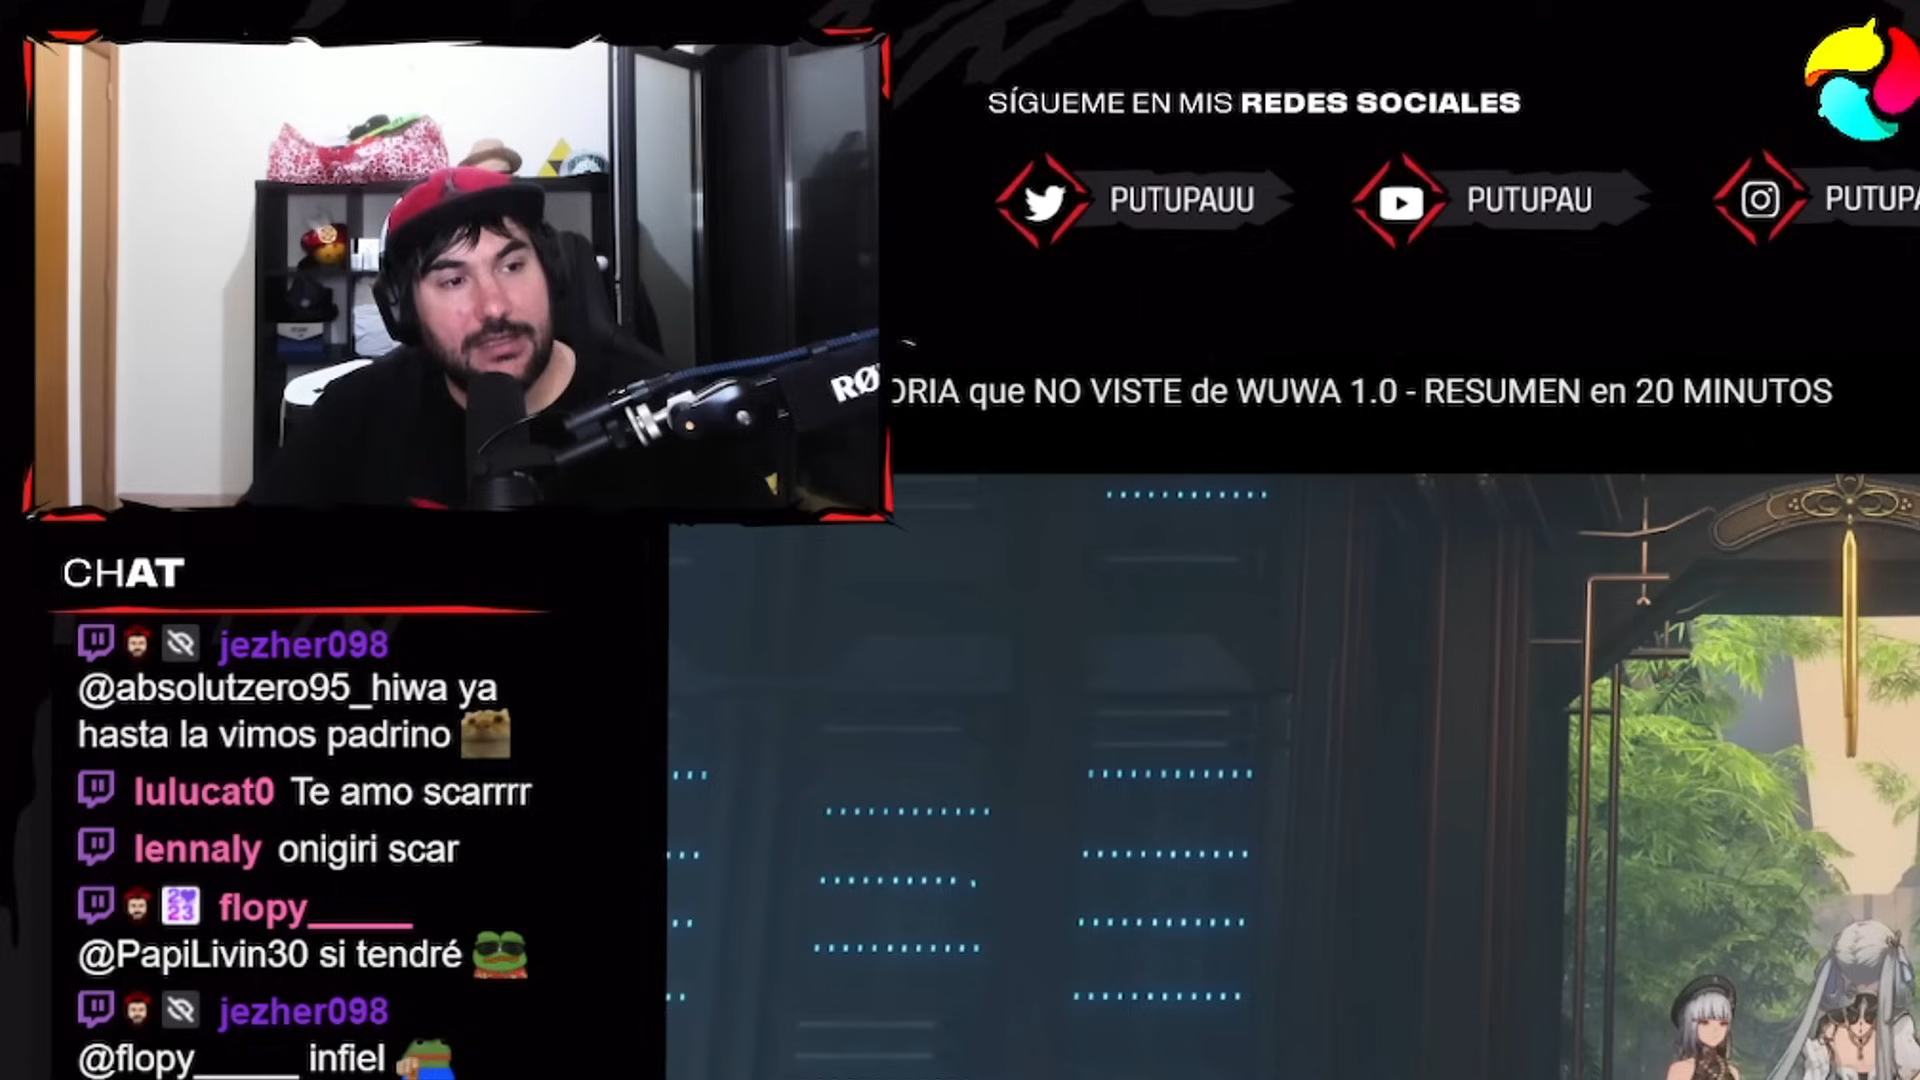 SÍGUEME EN MIS REDES SOCIALES
PUTUPAUU
PUTUPAU
PUTUPA
RØ
ORIA que NO VISTE de WUWA 1.0 - RESUMEN en 20 MINUTOS
CHAT
jezher098
@absolutzero95_hiwa ya
hasta la vimos padrino
lulucat0 Te amo scarrrr
lennaly onigiri scar
flopy_____
@PapiLivin30 si tendré
jezher098
@flopy_____ infiel